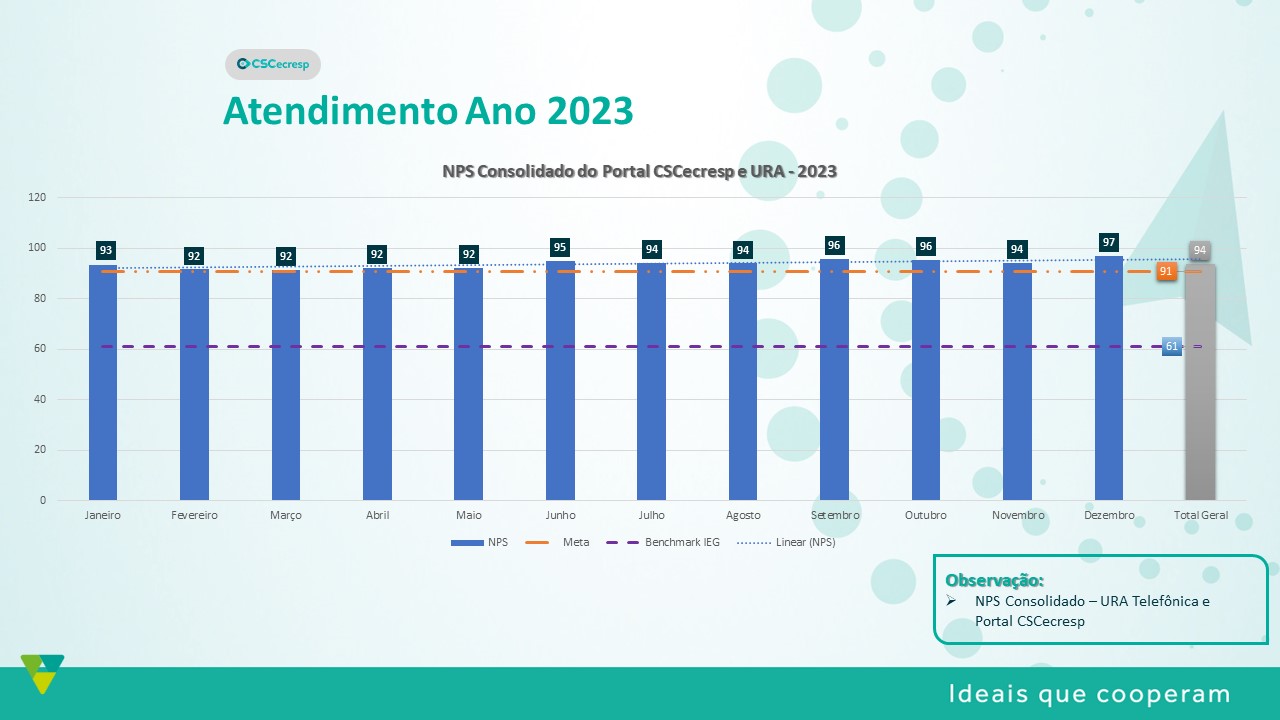 CSCecresp
Atendimento Ano 2023
NPS Consolidado do Portal CSCecresp e URA - 2023
120
100
80
60
40
20
0
93 92 92 92 92 95 94 94 96 96 94 97 94
91
61
Janeiro Fevereiro Março Abril Maio Junho Julho Agosto Setembro Outubro Novembro Dezembro Total Geral
NPS Meta Benchmark IEG Linear (NPS)
Observação:
➢ NPS Consolidado – URA Telefônica e
Portal CSCecresp
Ideais que cooperam